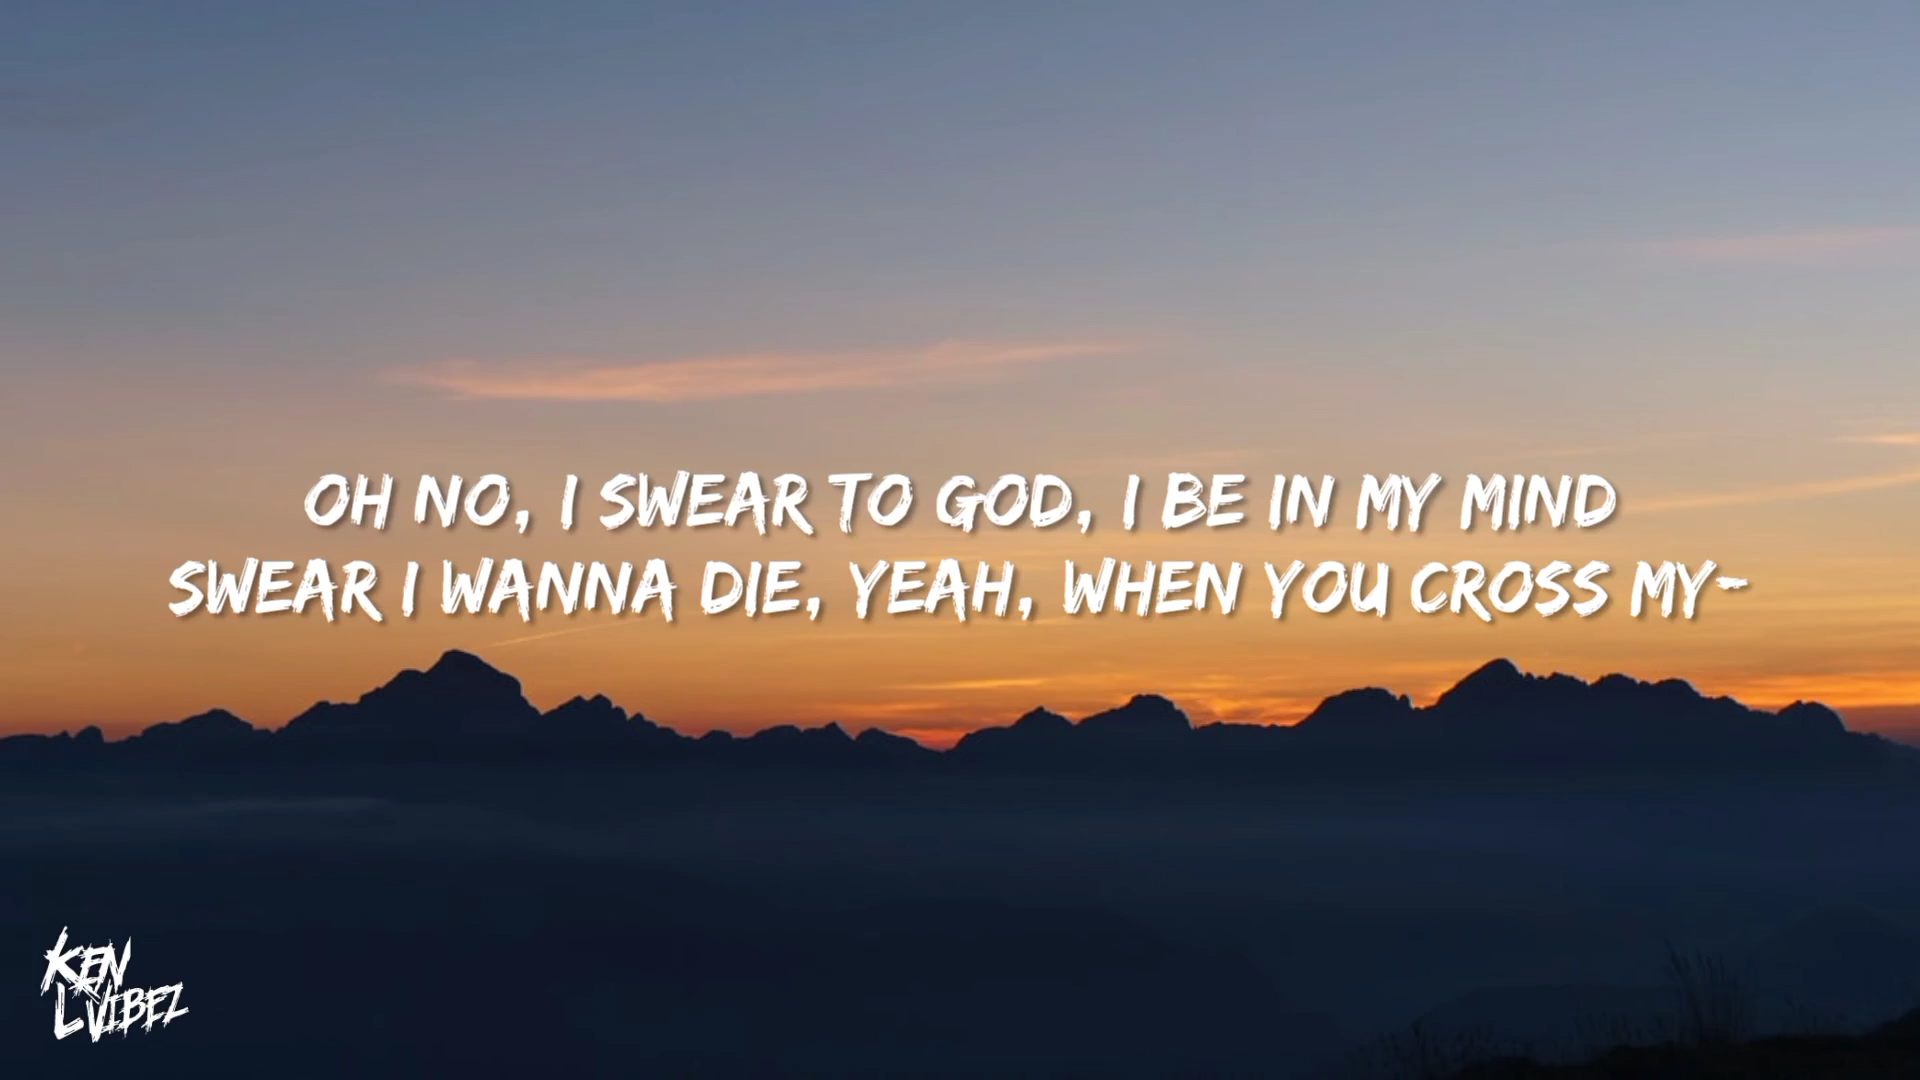 OH NO, I SWEAR TO GOD, I BE IN MY MIND
SWEAR I WANNA DIE, YEAH, WHEN YOU CROSS MY-
KEN
LVIBEZ